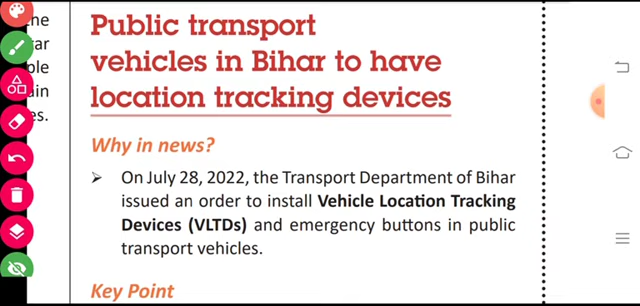 Public transport
vehicles in Bihar to have
location tracking devices
Why in news?
➤ On July 28, 2022, the Transport Department of Bihar
issued an order to install Vehicle Location Tracking
Devices (VLTDs) and emergency buttons in public
transport vehicles.
Key Point